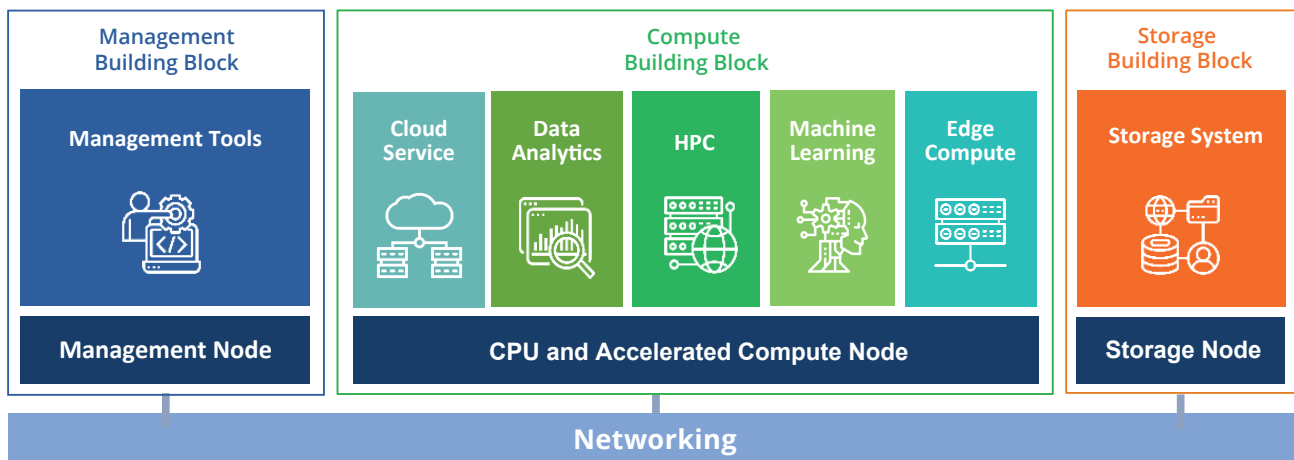 Management
Building Block
Management Tools
Management Node
Compute
Building Block
Cloud
Service
Data
Analytics
HPC
Machine
Learning
Edge
Compute
CPU and Accelerated Compute Node
Storage
Building Block
Storage System
Storage Node
Networking